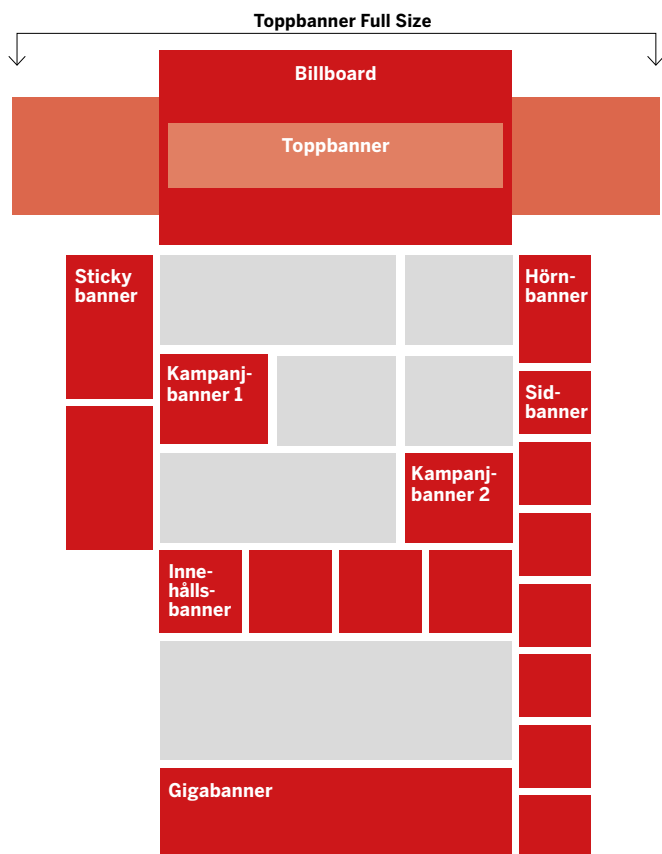 Toppbanner Full Size
Billboard
Toppbanner
Sticky
banner
Hörn-
banner
Kampanj-
banner 1
Sid-
banner
Kampanj-
banner 2
Inne-
hålls-
banner
Gigabanner